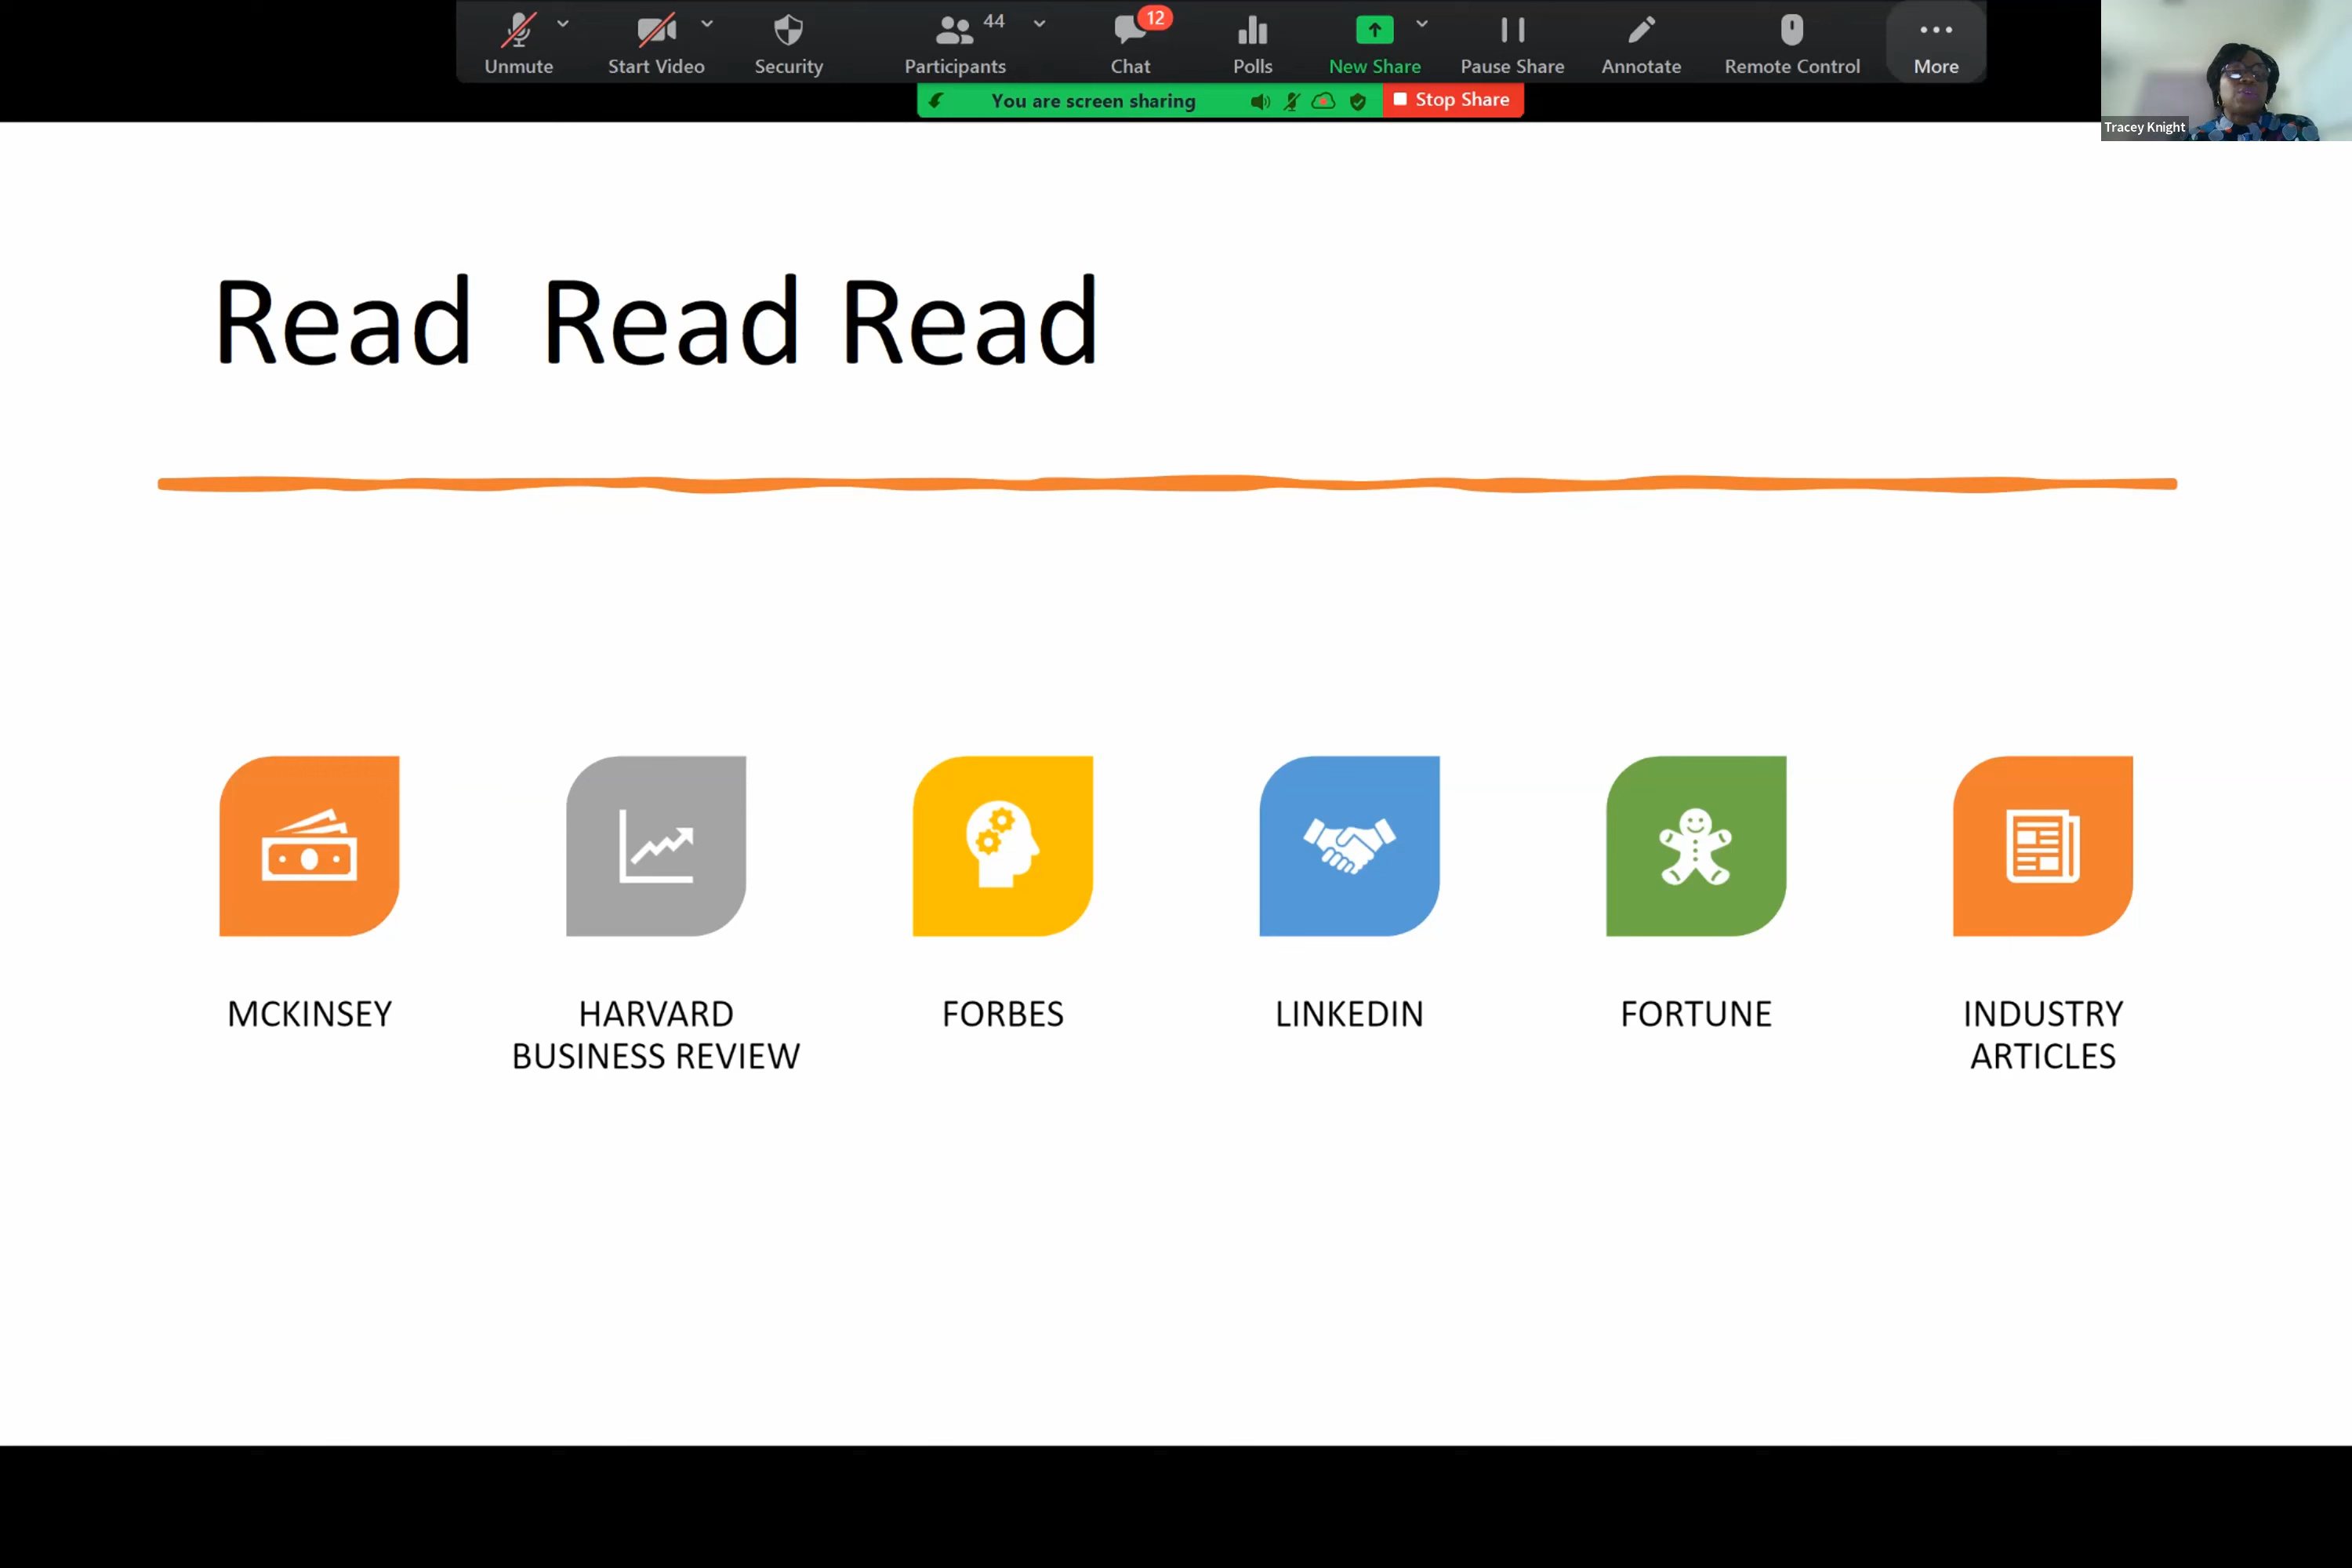 Unmute
Start Video
Security
44
Participants
12
Chat
Polls
New Share
Pause Share
Annotate
Remote Control
More
You are screen sharing
Stop Share
Tracey Knight
Read  Read Read
MCKINSEY
HARVARD
BUSINESS REVIEW
FORBES
LINKEDIN
FORTUNE
INDUSTRY
ARTICLES